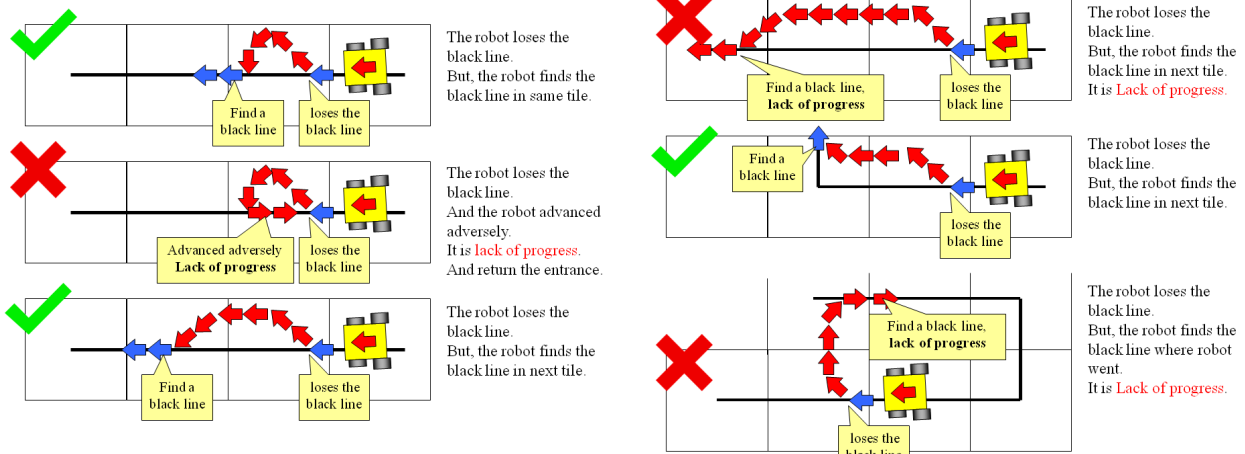 The robot loses the
black line.
But, the robot finds the
black line in same tile.
Find a
black line
loses the
black line
The robot loses the
black line.
And the robot advanced
adversely.
It is lack of progress.
And return the entrance.
Advanced adversely
Lack of progress
loses the
black line
The robot loses the
black line.
But, the robot finds the
black line in next tile.
Find a
black line
loses the
black line
The robot loses the
black line.
But, the robot finds the
black line in next tile.
It is Lack of progress.
Find a black line,
lack of progress
loses the
black line
The robot loses the
black line.
But, the robot finds the
black line in next tile.
Find a
black line
loses the
black line
The robot loses the
black line.
But, the robot finds the
black line where robot
went.
It is Lack of progress.
Find a black line,
lack of progress
loses the
black line